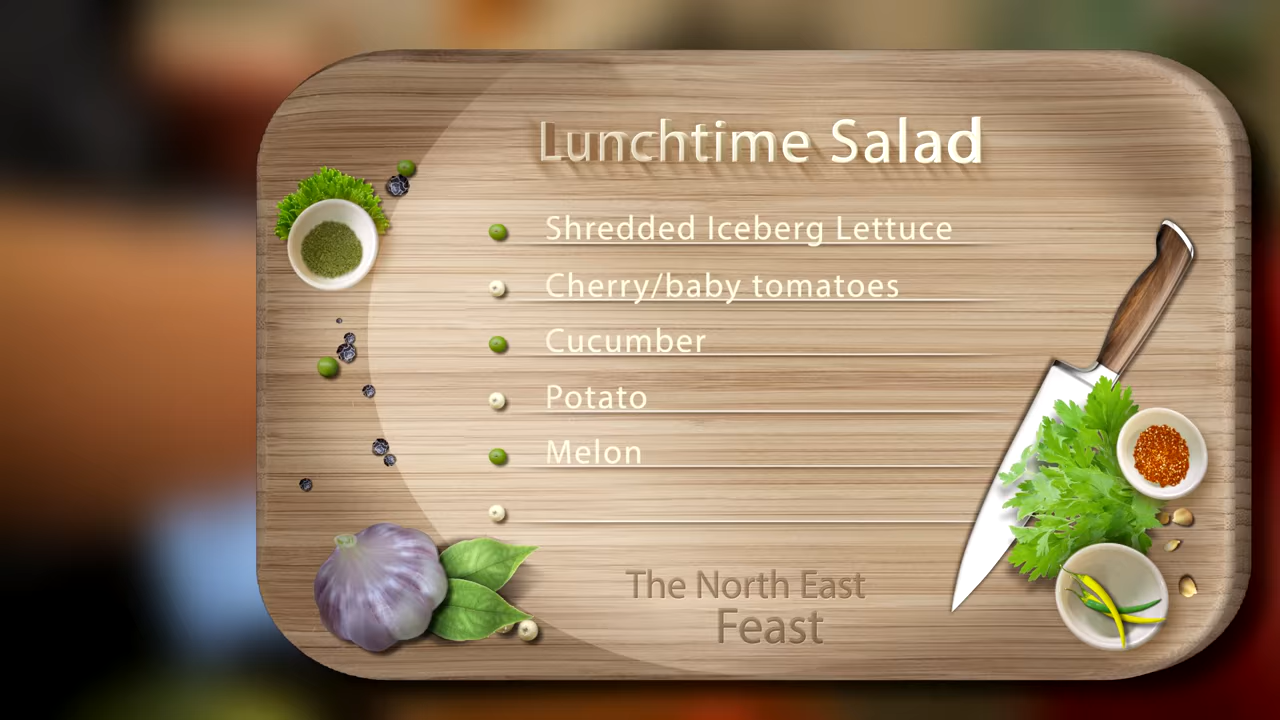 Lunchtime Salad
Shredded Iceberg Lettuce
Cherry/baby tomatoes
Cucumber
Potato
Melon
The North East
Feast